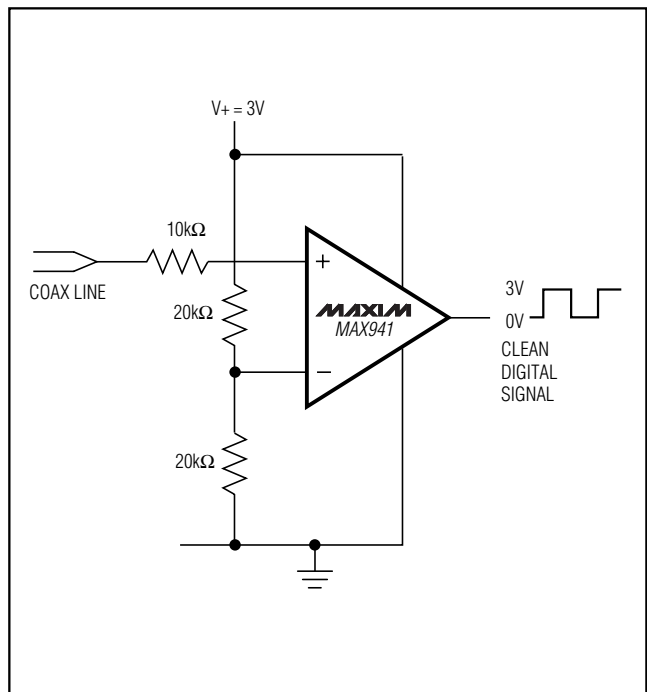 V+ = 3V
10kΩ
COAX LINE
20kΩ
+
MAXIM
MAX941
−
20kΩ
3V
0V
CLEAN
DIGITAL
SIGNAL